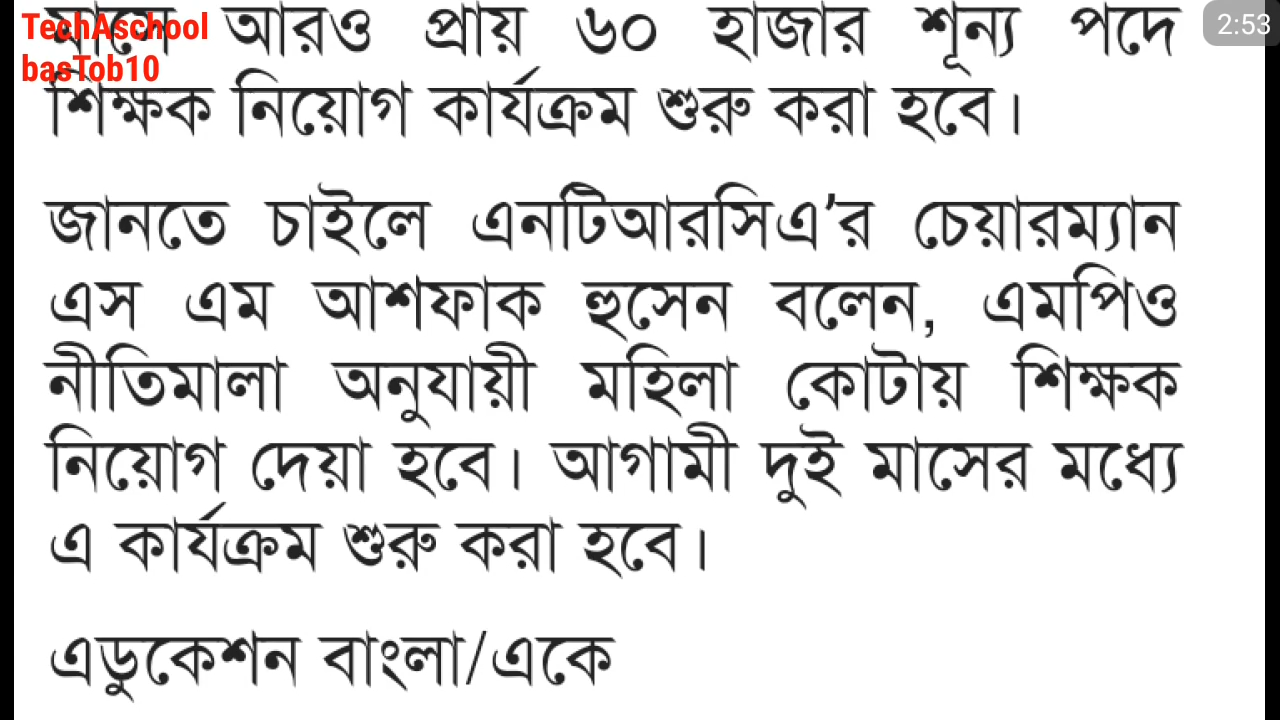 TechAschool
basTob10
2:53
মাসে আরও প্রায় ৬০ হাজার শূন্য পদে
শিক্ষক নিয়োগ কার্যক্রম শুরু করা হবে।
জানতে চাইলে এনটিআরসিএ’র চেয়ারম্যান
এস এম আশফাক হুসেন বলেন, এমপিও
নীতিমালা অনুযায়ী মহিলা কোটায় শিক্ষক
নিয়োগ দেয়া হবে। আগামী দুই মাসের মধ্যে
এ কার্যক্রম শুরু করা হবে।
এডুকেশন বাংলা/একে